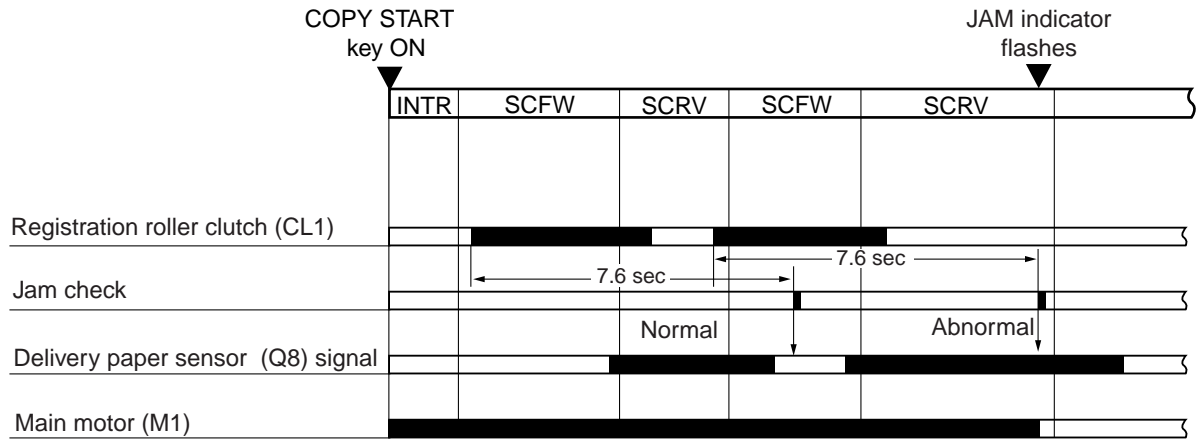 COPY START
key ON
JAM indicator
flashes
INTR SCFW SCRV SCFW SCRV
Registration roller clutch (CL1)
7.6 sec
7.6 sec
Jam check
Normal
Abnormal
Delivery paper sensor (Q8) signal
Main motor (M1)